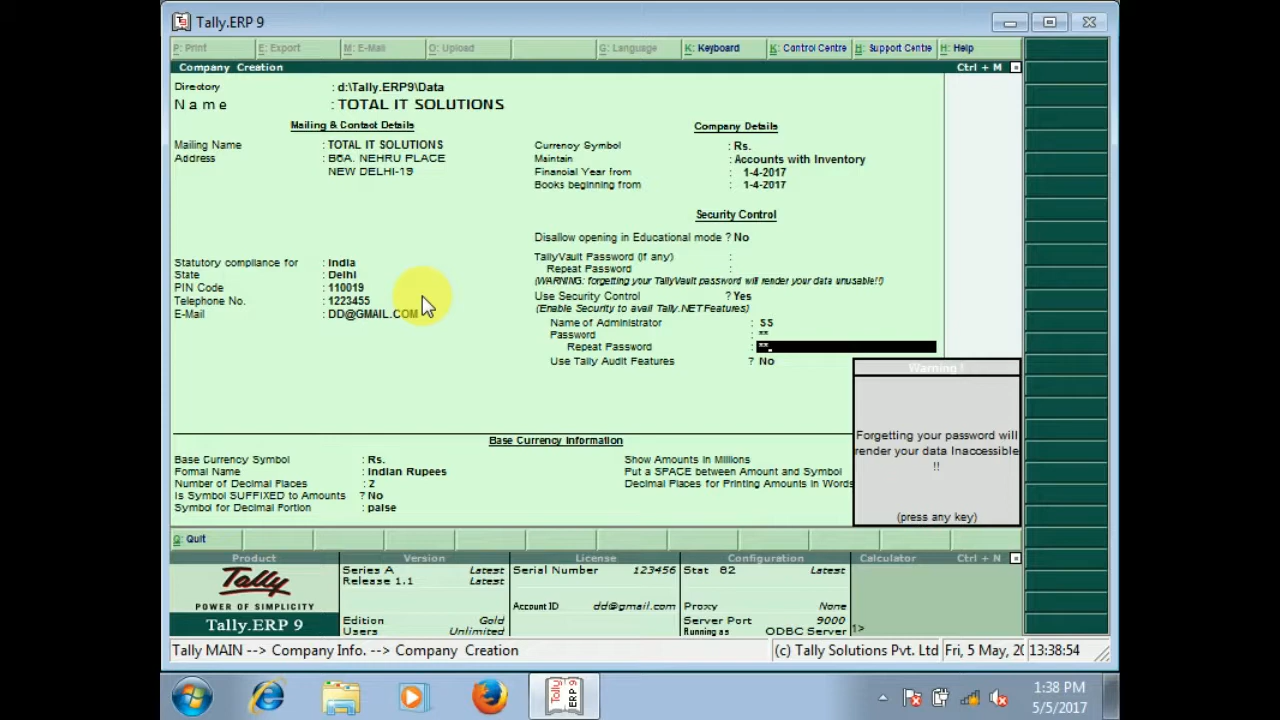 Tally.ERP 9
P: Print E: Export M: E-Mail O: Upload G: Language K: Keyboard K: Control Centre H: Support Centre H: Help
Company Creation Ctrl + M
Directory : d:\Tally.ERP9\Data
Name : TOTAL IT SOLUTIONS
Mailing & Contact Details
Mailing Name : TOTAL IT SOLUTIONS
Address : B6A. NEHRU PLACE
NEW DELHI-19
Statutory compliance for : India
State : Delhi
PIN Code : 110019
Telephone No. : 1223455
E-Mail : DD@GMAIL.COM
Company Details
Currency Symbol : Rs.
Maintain : Accounts with Inventory
Financial Year from : 1-4-2017
Books beginning from : 1-4-2017
Security Control
Disallow opening in Educational mode ? No
TallyVault Password (if any) :
Repeat Password :
(WARNING: forgetting your TallyVault password will render your data unusable!!)
Use Security Control ? Yes
(Enable Security to avail Tally.NET Features)
Name of Administrator : SS
Password : **
Repeat Password : **
Use Tally Audit Features ? No
Warning !
Forgetting your password will
render your data Inaccessible
!!
(press any key)
Base Currency Information
Base Currency Symbol : Rs.
Formal Name : Indian Rupees
Number of Decimal Places : 2
Is Symbol SUFFIXED to Amounts ? No
Symbol for Decimal Portion : paise
Show Amounts in Millions
Put a SPACE between Amount and Symbol
Decimal Places for Printing Amounts in Words
Q: Quit
Product Version License Configuration Calculator Ctrl + N
Tally
POWER OF SIMPLICITY
Tally.ERP 9
Series A Latest
Release 1.1 Latest
Edition Gold
Users Unlimited
Serial Number 123456
Account ID dd@gmail.com
Stat 82 Latest
Proxy None
Server Port 9000
Running as ODBC Server
1>
Tally MAIN --> Company Info. --> Company Creation (c) Tally Solutions Pvt. Ltd Fri, 5 May, 20 13:38:54
Tally
ERP 9
1:38 PM
5/5/2017